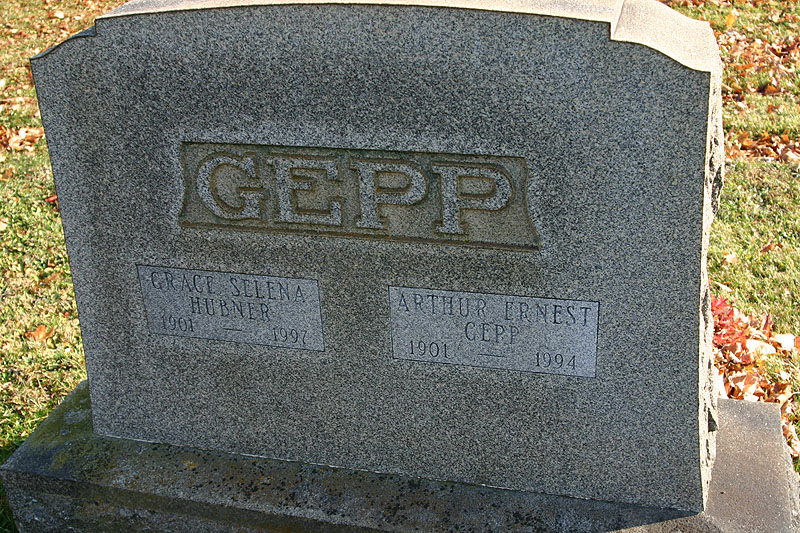 GEPP
GRACE SELENA
HUBNER
1901 — 1997
ARTHUR ERNEST
GEPP
1901 — 1994